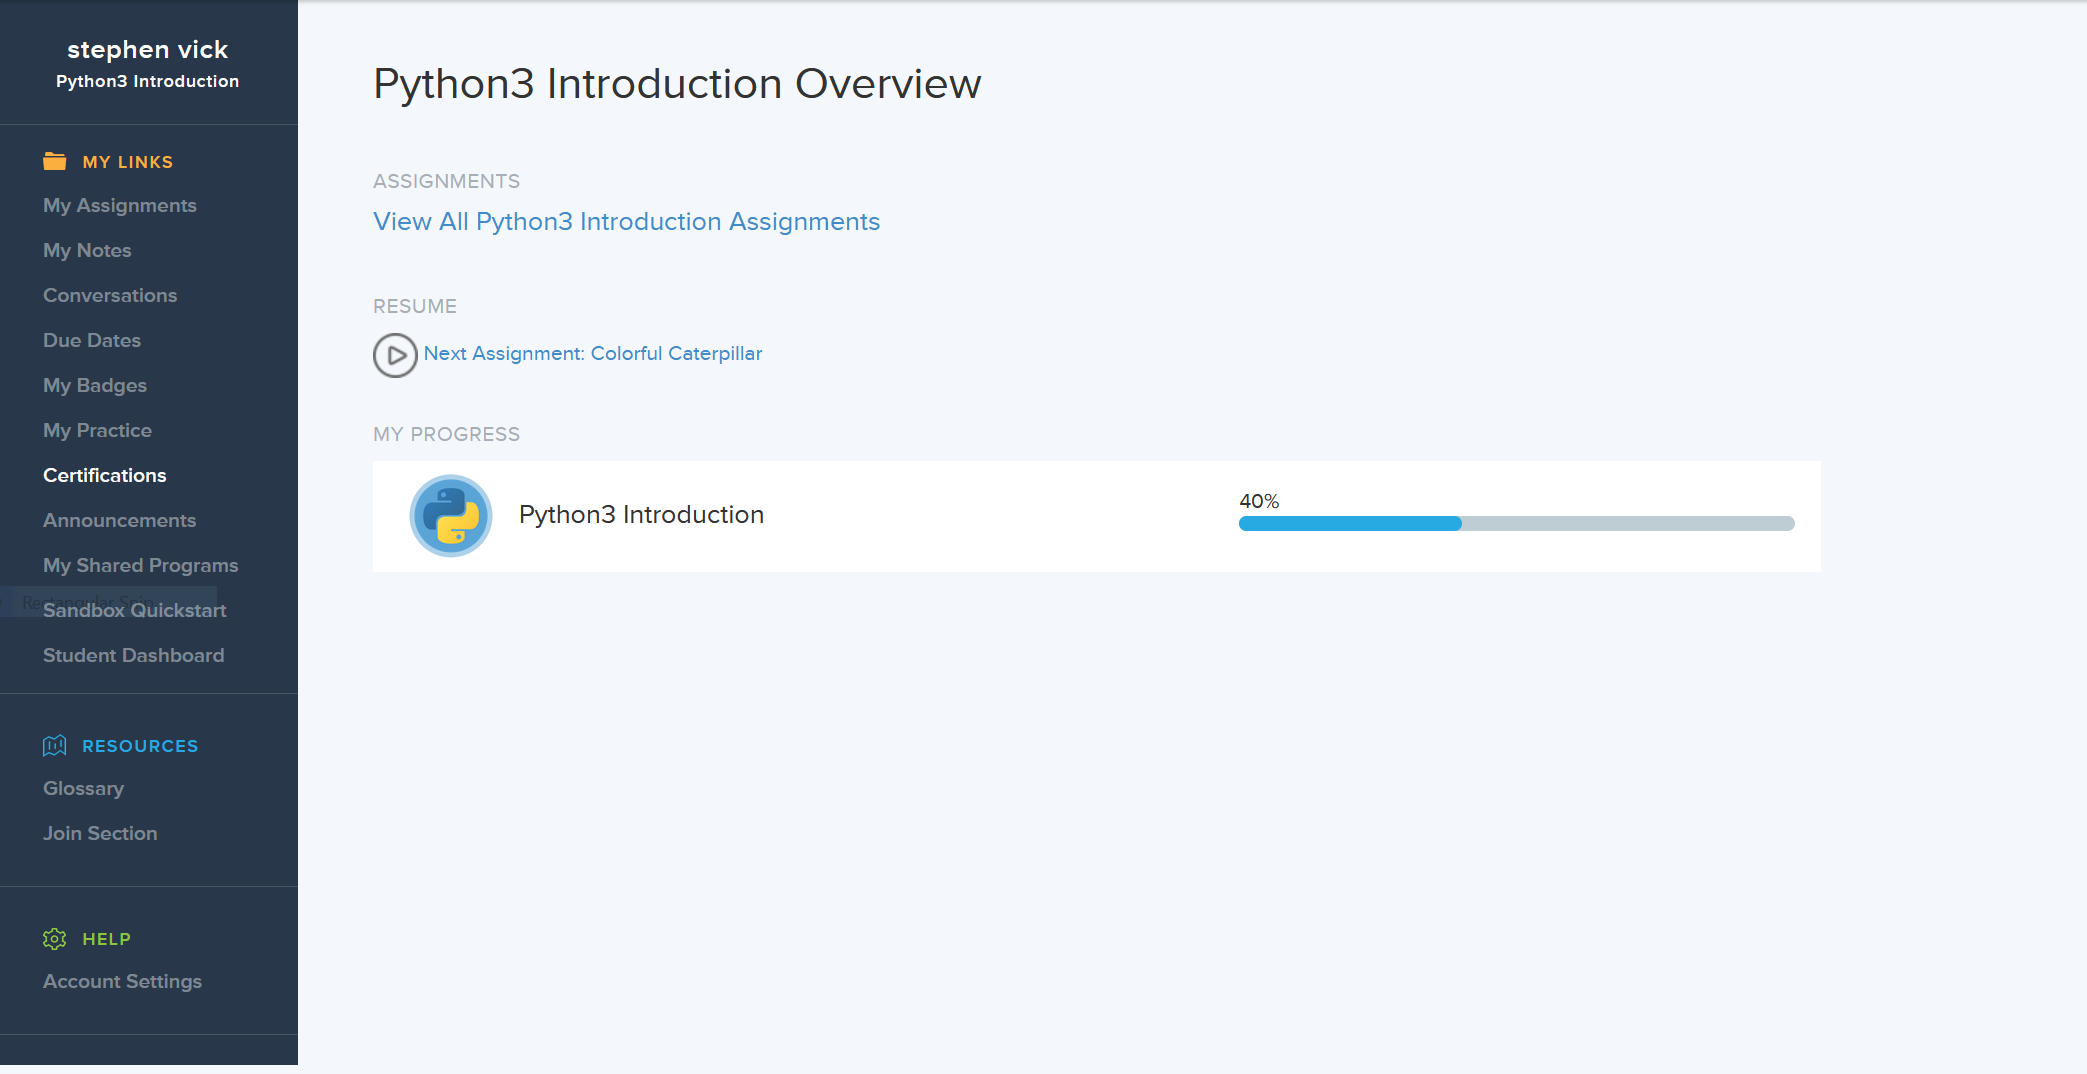 stephen vick
Python3 Introduction
MY LINKS
My Assignments
My Notes
Conversations
Due Dates
My Badges
My Practice
Certifications
Announcements
My Shared Programs
Rectangular Snip
Sandbox Quickstart
Student Dashboard
RESOURCES
Glossary
Join Section
HELP
Account Settings
Python3 Introduction Overview
ASSIGNMENTS
View All Python3 Introduction Assignments
RESUME
Next Assignment: Colorful Caterpillar
MY PROGRESS
Python3 Introduction
40%